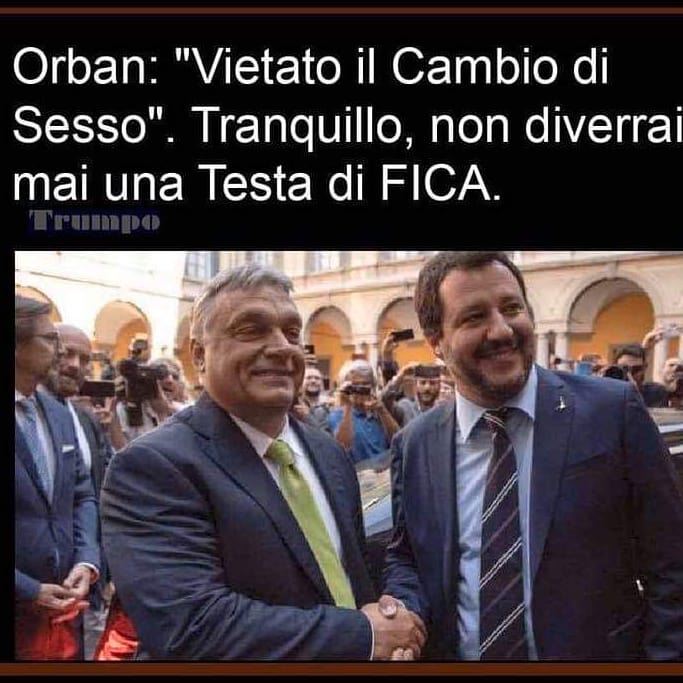 Orban: "Vietato il Cambio di
Sesso". Tranquillo, non diverrai
mai una Testa di FICA.
Trumpo